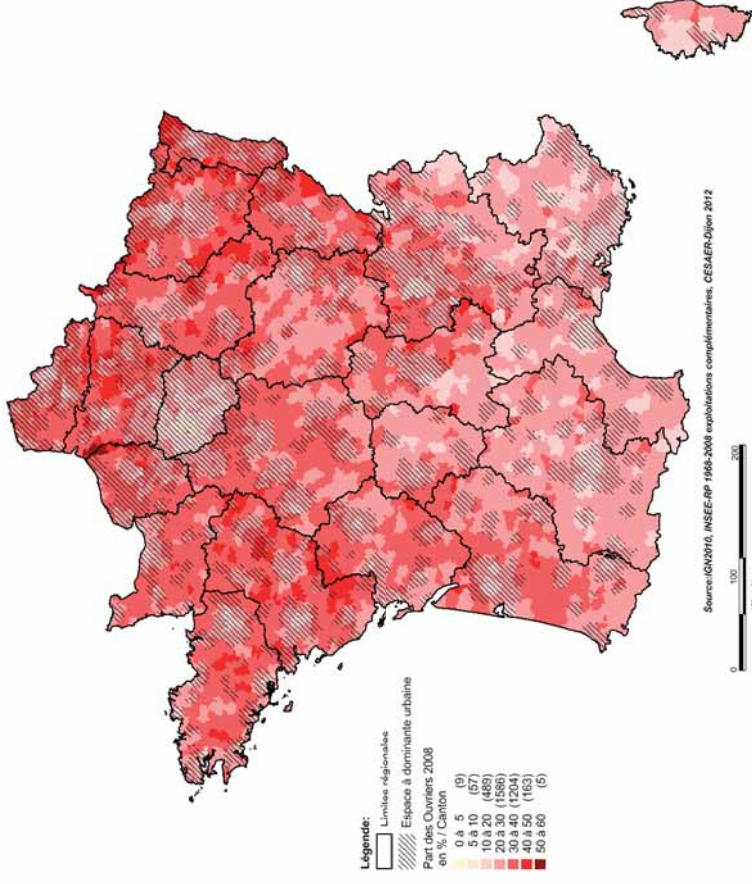 Légende:
Limites régionales
Espace à dominante urbaine
Part des Ouvriers 2008
en % / Canton
0 à 5 (9)
5 à 10 (57)
10 à 20 (489)
20 à 30 (1586)
30 à 40 (1204)
40 à 50 (163)
50 à 60 (5)
Source:IGN2010, INSEE-RP 1968-2008 exploitations complémentaires, CESAER-Dijon 2012
0 100 200